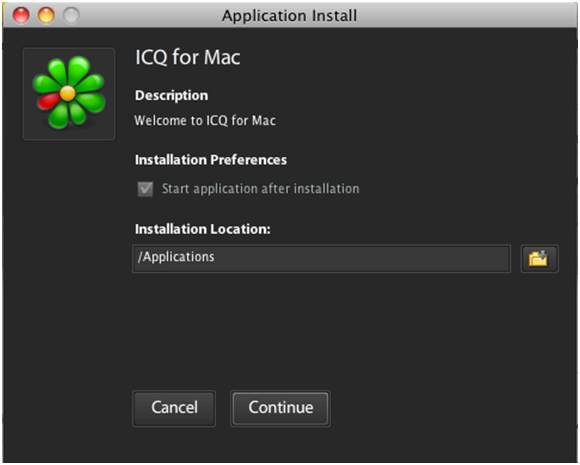 Application Install
ICQ for Mac
Description
Welcome to ICQ for Mac
Installation Preferences
Start application after installation
Installation Location:
/Applications
Cancel
Continue